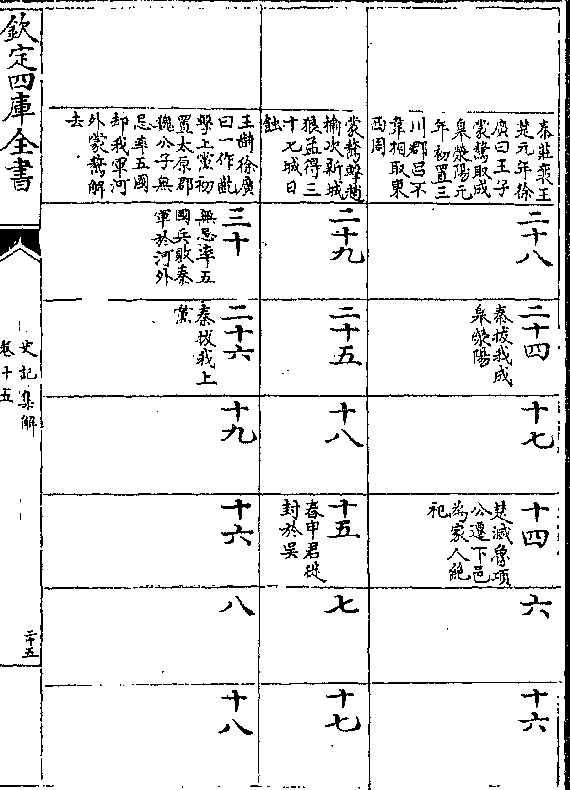 秦莊襄王
楚元年徐
廣曰王子
蒙驁取成
臯滎陽元
年初置三
川郡呂不
韋相取東
西周
二十八
二十四
秦拔我成
臯滎陽
十七
十四
楚滅魯頃
公遷下邑
為家人絶
祀
六
十六
蒙驁擊趙
榆次新城
狼孟得三
十七城日
蝕
二十九
二十五
十八
十五
春申君徙
封於吳
七
十七
王齮徐廣
曰一作齕
擊上黨初
置太原郡
魏公子無
忌率五國
却我軍河
外蒙驁解
去
三十
無忌率五
國兵敗秦
軍於河外
二十六
秦拔我上
黨
十九
十六
八
十八
欽定四庫全書
史記集解
卷十五
二十五